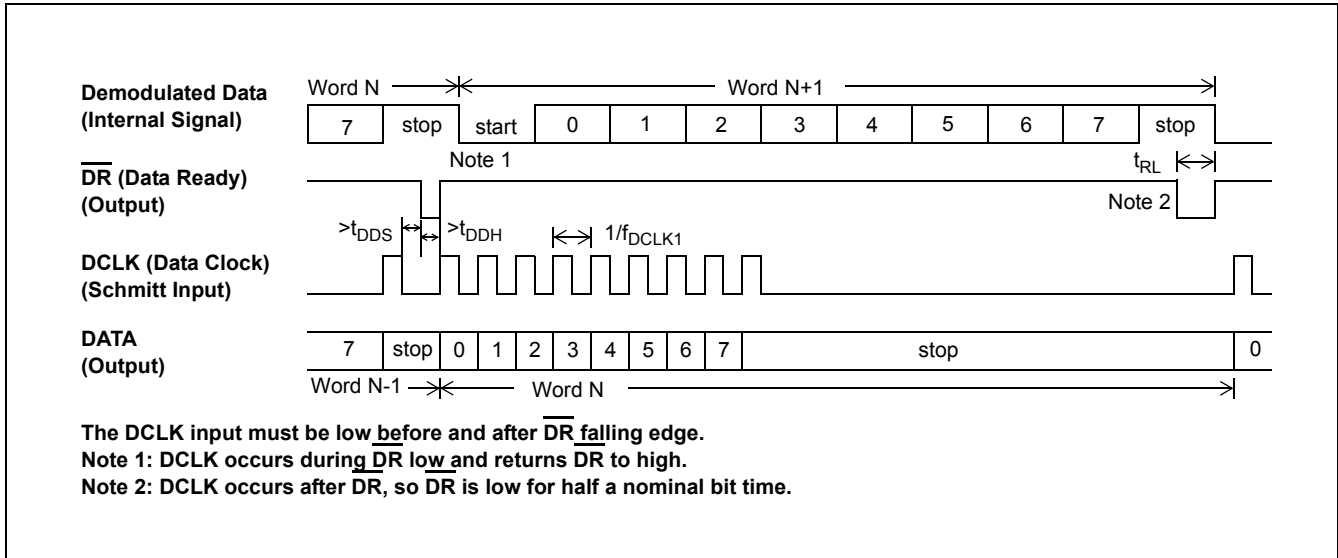 Word N
Word N+1
Demodulated Data
(Internal Signal)
7 stop start 0 1 2 3 4 5 6 7 stop
Note 1
tRL
DR (Data Ready)
(Output)
Note 2
>tDDS
>tDDH
1/fDCLK1
DCLK (Data Clock)
(Schmitt Input)
DATA
(Output)
7 stop 0 1 2 3 4 5 6 7 stop 0
Word N-1
Word N
The DCLK input must be low before and after DR falling edge.
Note 1: DCLK occurs during DR low and returns DR to high.
Note 2: DCLK occurs after DR, so DR is low for half a nominal bit time.